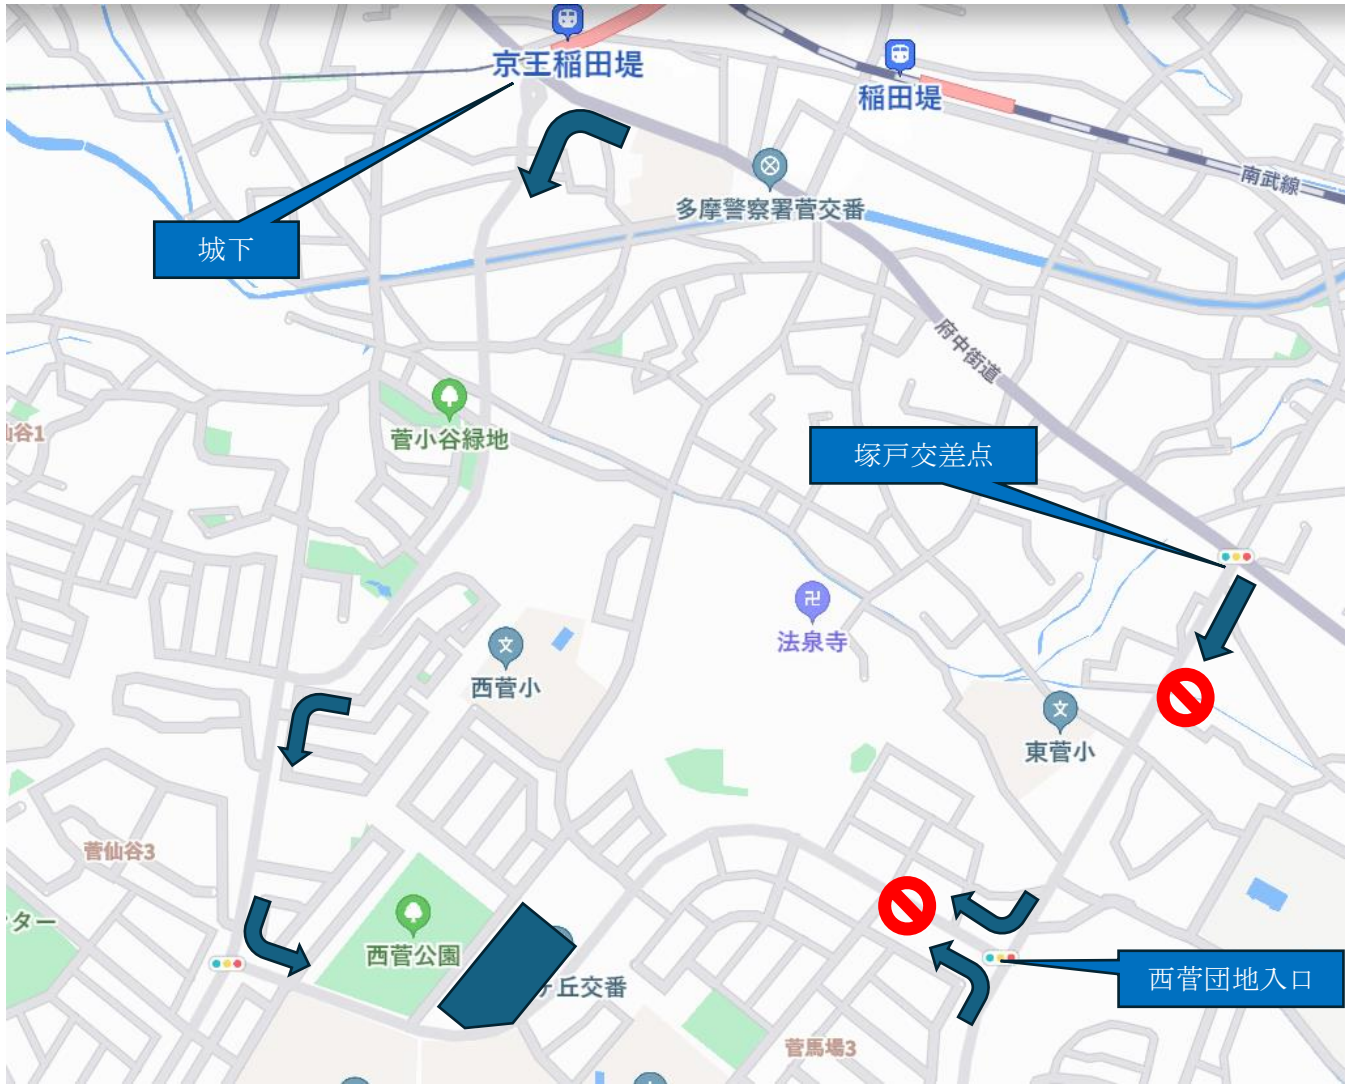 京王稲田堤
稲田堤
南武線
多摩警察署菅交番
城下
府中街道
菅小谷緑地
塚戸交差点
法泉寺
西菅小
東菅小
菅仙谷3
ター
西菅公園
丘交番
西菅団地入口
菅馬場3